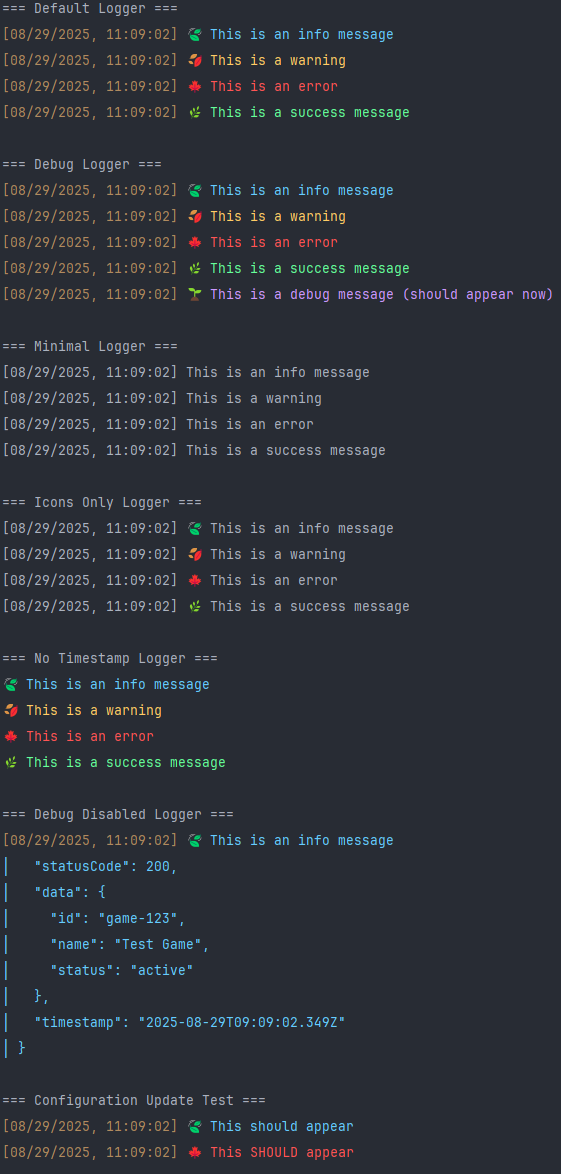 === Default Logger ===
[08/29/2025, 11:09:02] 🍃 This is an info message
[08/29/2025, 11:09:02] 🍂 This is a warning
[08/29/2025, 11:09:02] 🍁 This is an error
[08/29/2025, 11:09:02] 🌿 This is a success message

=== Debug Logger ===
[08/29/2025, 11:09:02] 🍃 This is an info message
[08/29/2025, 11:09:02] 🍂 This is a warning
[08/29/2025, 11:09:02] 🍁 This is an error
[08/29/2025, 11:09:02] 🌿 This is a success message
[08/29/2025, 11:09:02] 🌱 This is a debug message (should appear now)

=== Minimal Logger ===
[08/29/2025, 11:09:02] This is an info message
[08/29/2025, 11:09:02] This is a warning
[08/29/2025, 11:09:02] This is an error
[08/29/2025, 11:09:02] This is a success message

=== Icons Only Logger ===
[08/29/2025, 11:09:02] 🍃 This is an info message
[08/29/2025, 11:09:02] 🍂 This is a warning
[08/29/2025, 11:09:02] 🍁 This is an error
[08/29/2025, 11:09:02] 🌿 This is a success message

=== No Timestamp Logger ===
🍃 This is an info message
🍂 This is a warning
🍁 This is an error
🌿 This is a success message

=== Debug Disabled Logger ===
[08/29/2025, 11:09:02] 🍃 This is an info message
│   "statusCode": 200,
│   "data": {
│     "id": "game-123",
│     "name": "Test Game",
│     "status": "active"
│   },
│   "timestamp": "2025-08-29T09:09:02.349Z"
│ }

=== Configuration Update Test ===
[08/29/2025, 11:09:02] 🍃 This should appear
[08/29/2025, 11:09:02] 🍁 This SHOULD appear